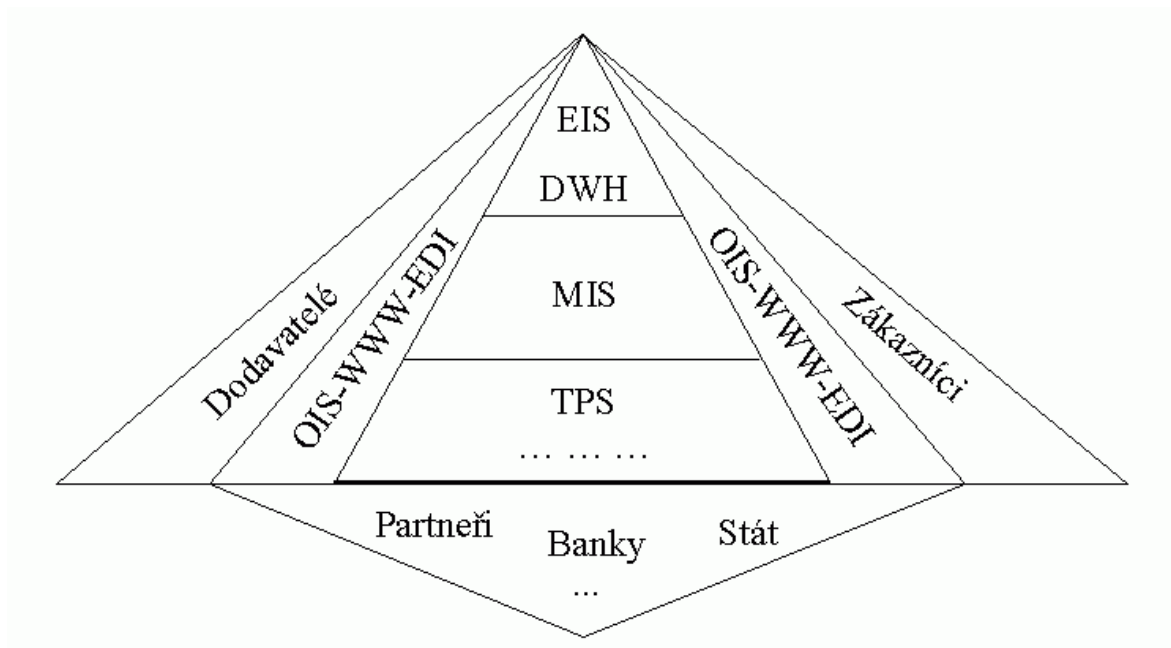 EIS
DWH
MIS
TPS
... ... ...
Dodavatelé
OIS-WWW-EDI
OIS-WWW-EDI
Zákazníci
Partneři
Banky
Stát
...